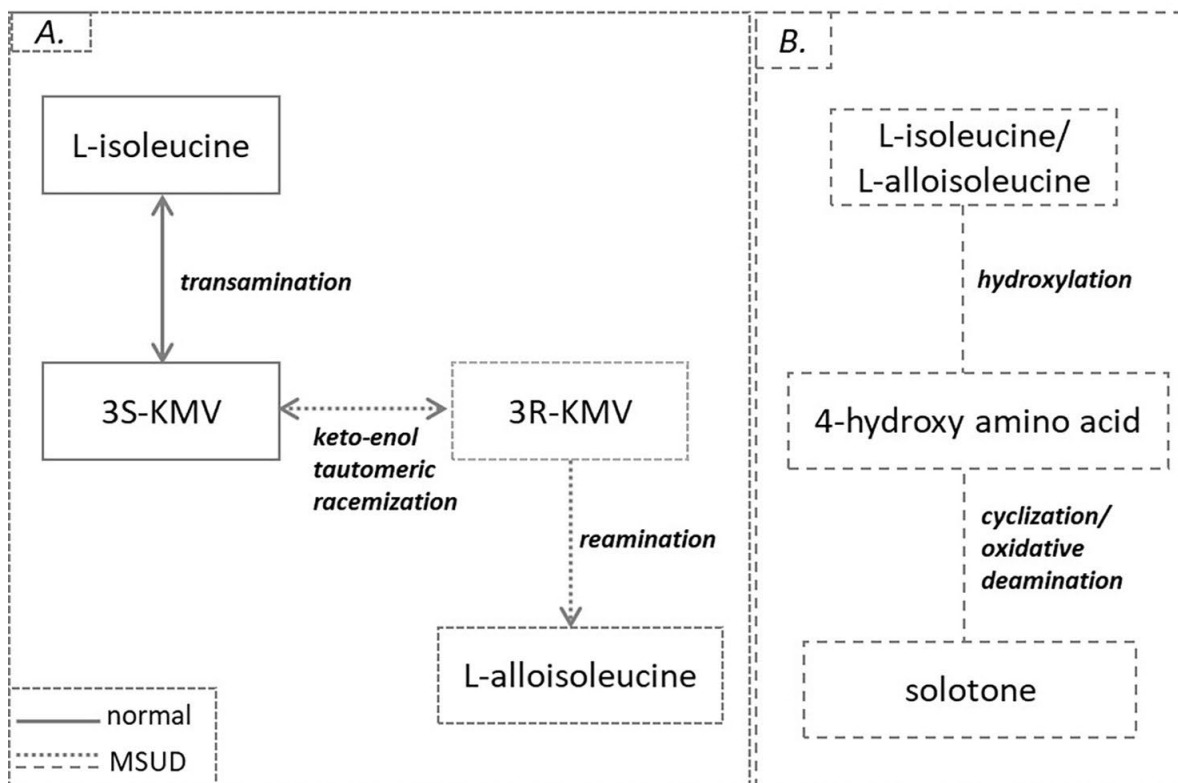 A.
L-isoleucine
transamination
3S-KMV
keto-enol
tautomeric
racemization
3R-KMV
reamination
L-alloisoleucine
normal
MSUD
B.
L-isoleucine/
L-alloisoleucine
hydroxylation
4-hydroxy amino acid
cyclization/
oxidative
deamination
solotone